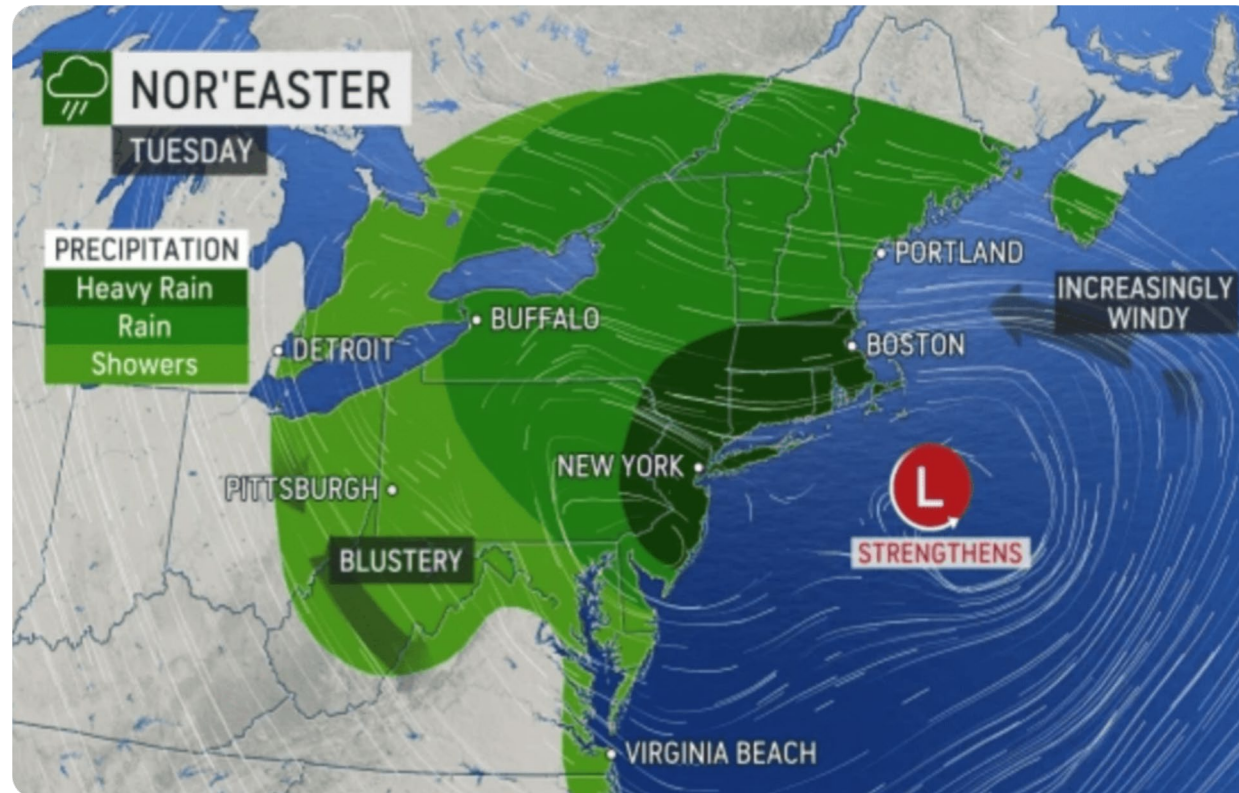 NOR'EASTER
TUESDAY
PRECIPITATION
Heavy Rain
Rain
Showers
PORTLAND
INCREASINGLY
WINDY
BUFFALO
BOSTON
DETROIT
NEW YORK
PITTSBURGH
L
STRENGTHENS
BLUSTERY
VIRGINIA BEACH